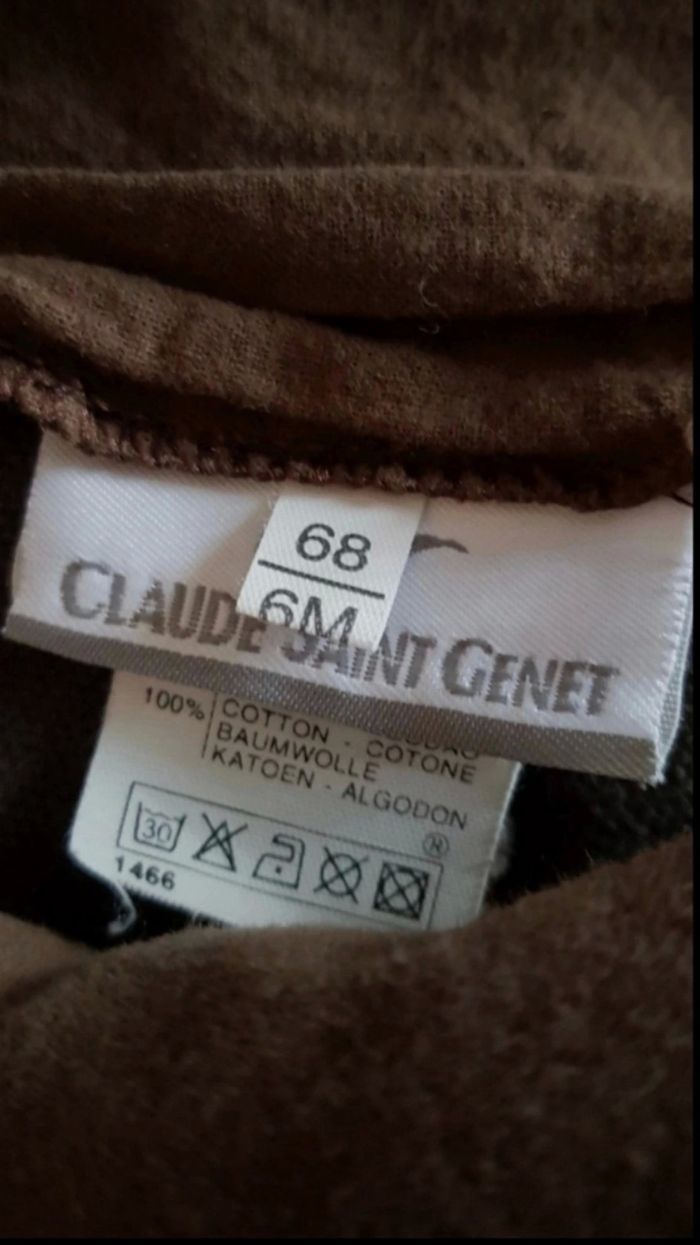 68
6M
CLAUDE SAINT GENET
100%
COTTON - COTONE
BAUMWOLLE
KATOEN - ALGODON
®
30
1466